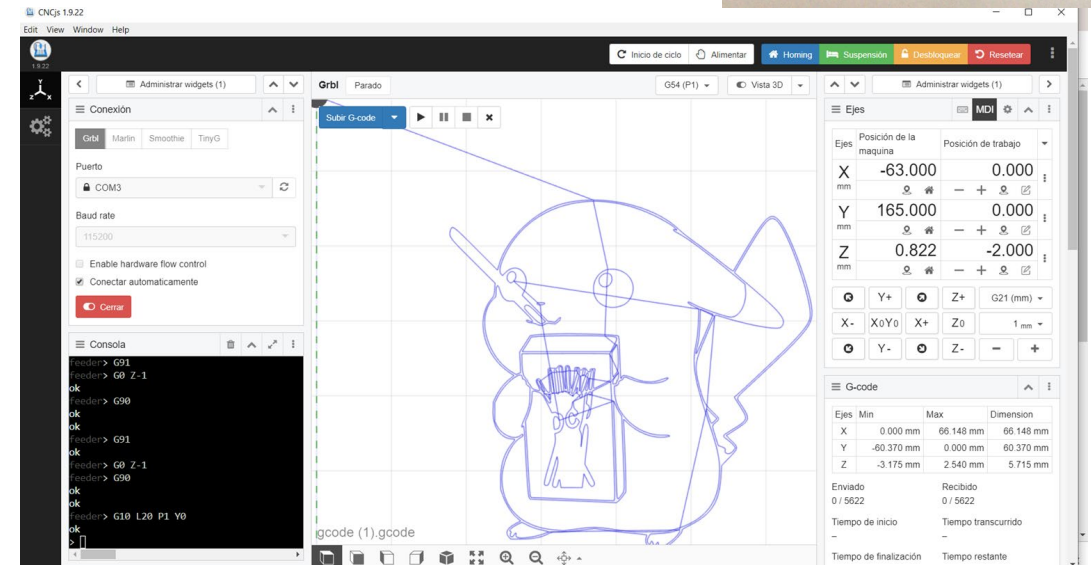 CNCjs 1.9.22
Edit View Window Help
1.9.22
Inicio de ciclo Alimentar Homing Suspensión Desbloquear Resetear
Administrar widgets (1)
Conexión
Grbl Marlin Smoothie TinyG
Puerto
COM3
Baud rate
115200
Enable hardware flow control
Conectar automaticamente
Cerrar
Consola
feeder> G91
feeder> G0 Z-1
ok
feeder> G90
ok
ok
feeder> G91
ok
feeder> G0 Z-1
feeder> G90
ok
ok
feeder> G10 L20 P1 Y0
ok
>
Grbl Parado G54 (P1) Vista 3D
Subir G-code
gcode (1).gcode
Administrar widgets (1)
Ejes MDI
Ejes Posición de la maquina Posición de trabajo
X mm -63.000 0.000
Y mm 165.000 0.000
Z mm 0.822 -2.000
Y+ Z+ G21 (mm)
X- X0Y0 X+ Z0 1 mm
Y- Z- − +
G-code
Ejes Min Max Dimension
X 0.000 mm 66.148 mm 66.148 mm
Y -60.370 mm 0.000 mm 60.370 mm
Z -3.175 mm 2.540 mm 5.715 mm
Enviado Recibido
0 / 5622 0 / 5622
Tiempo de inicio Tiempo transcurrido
– –
Tiempo de finalización Tiempo restante